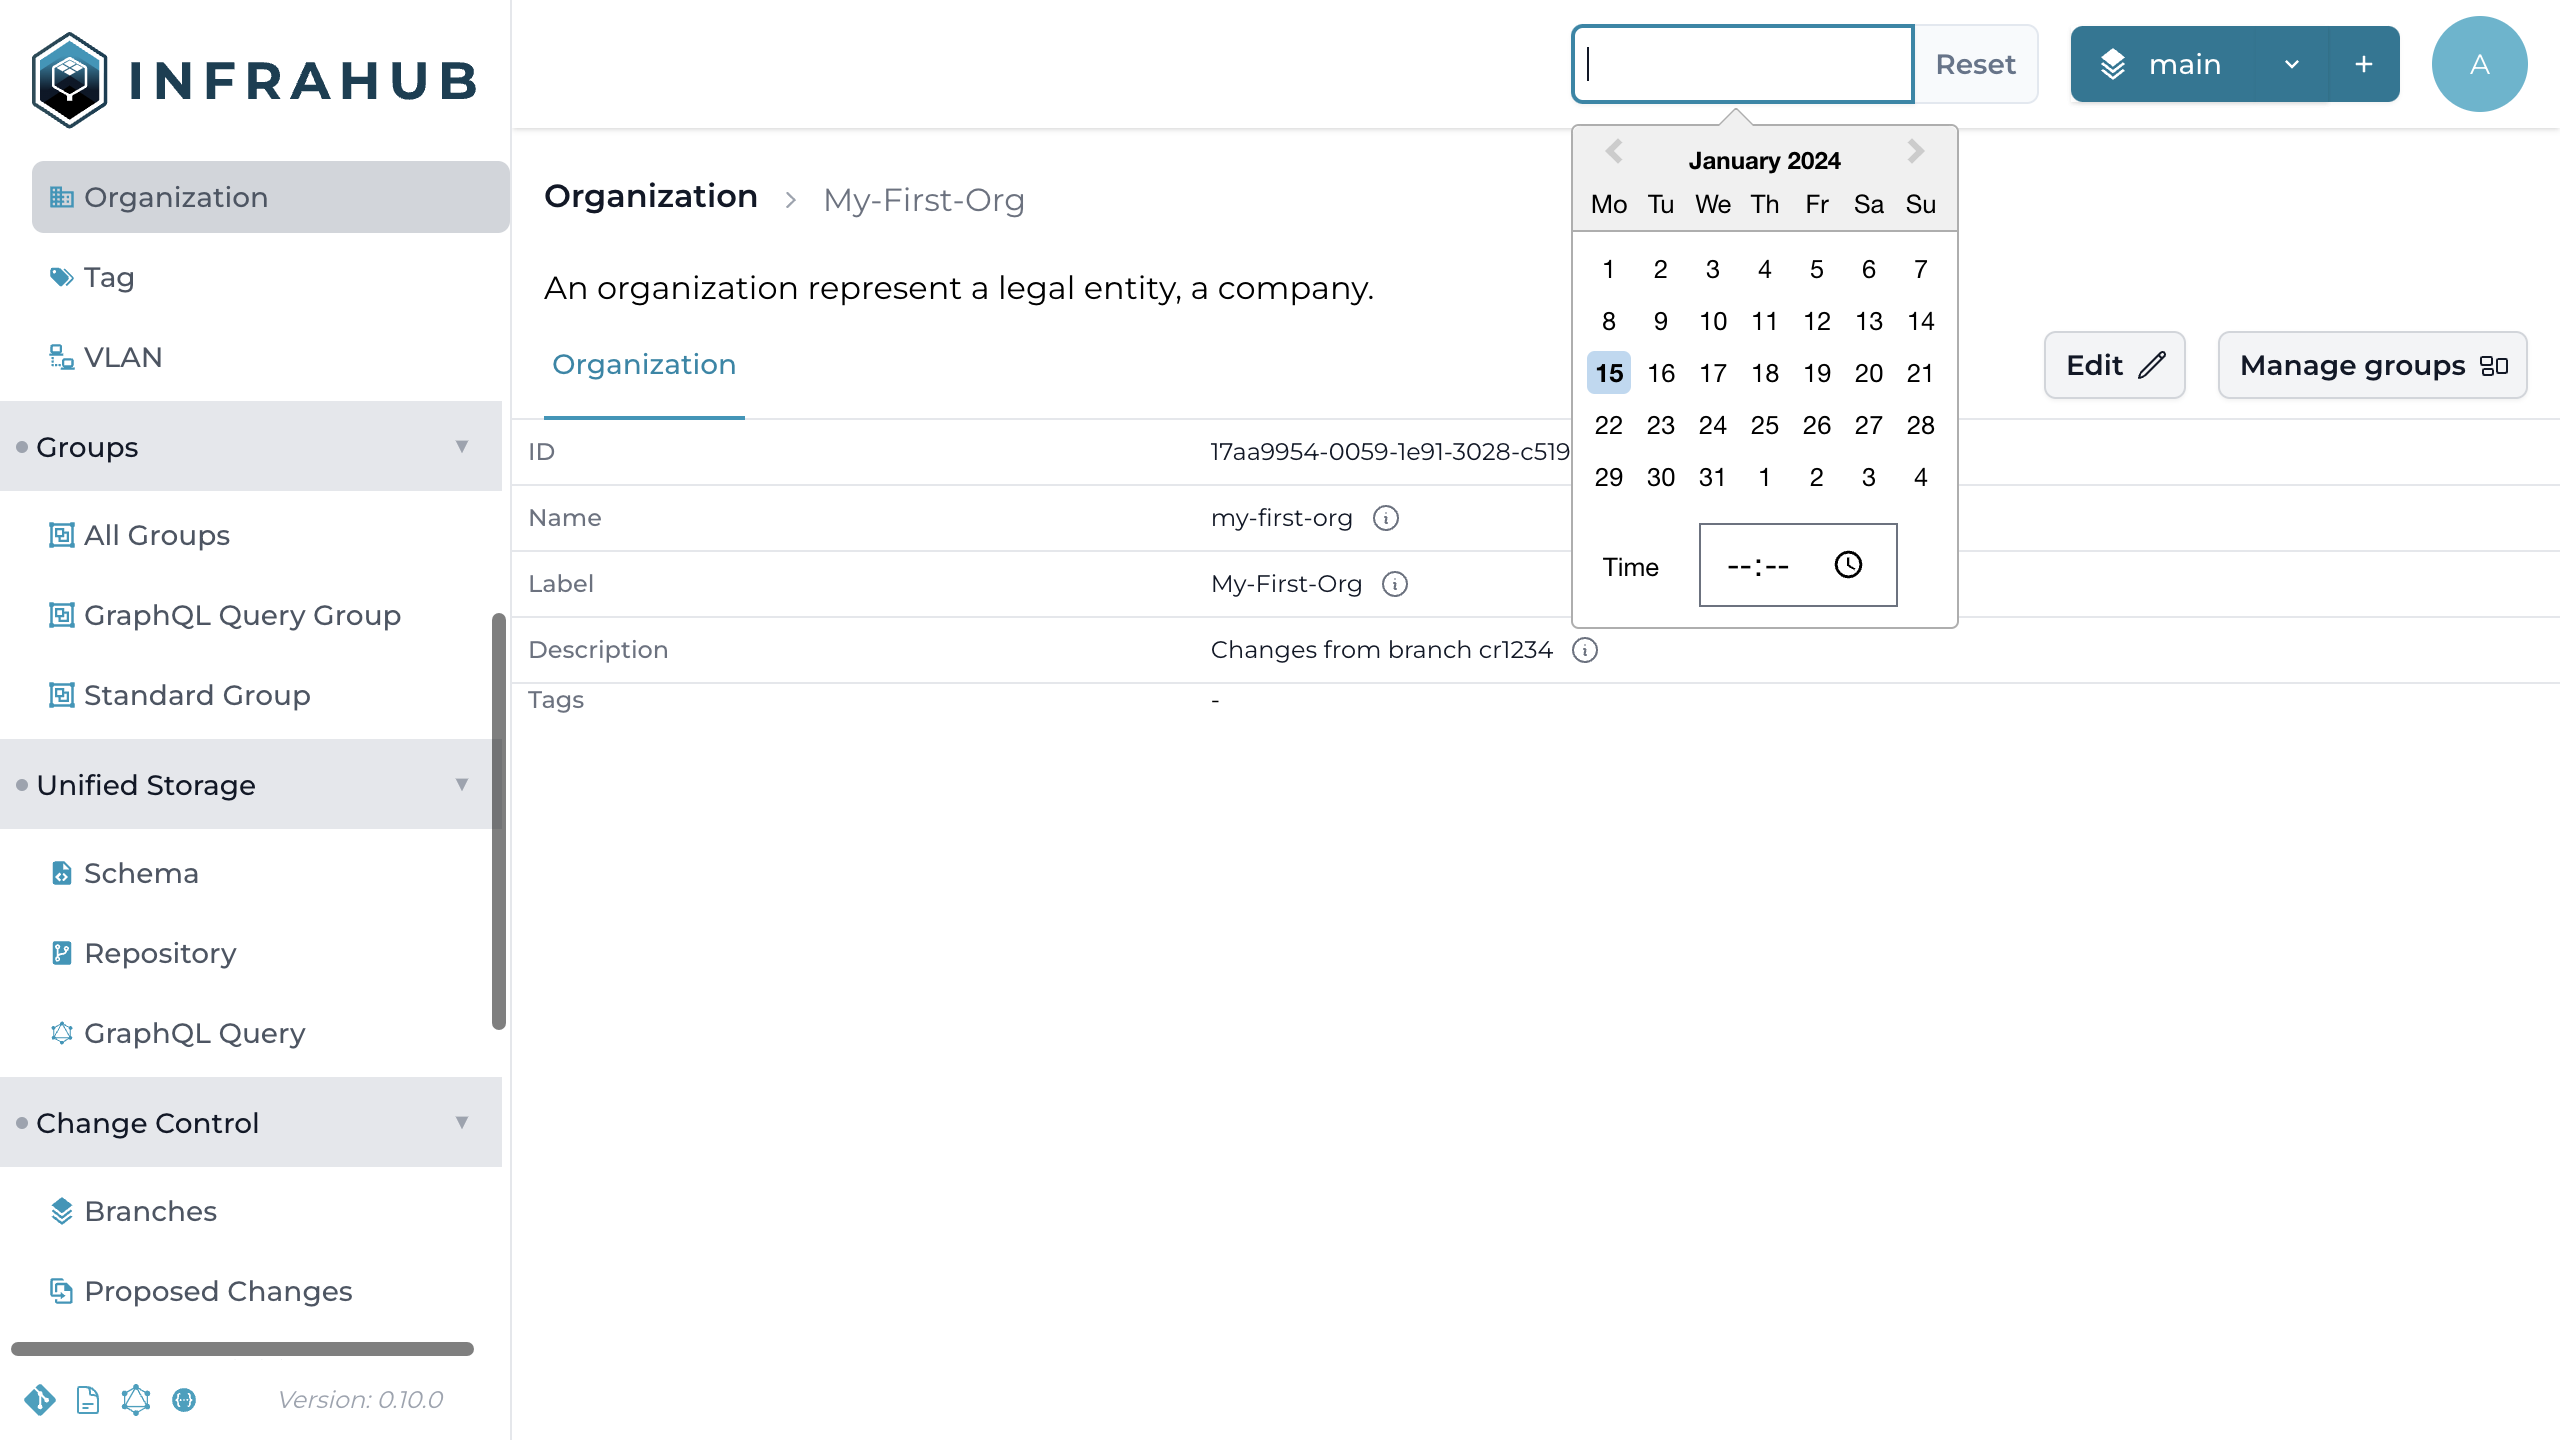 INFRAHUB
Organization
Tag
VLAN
Groups
All Groups
GraphQL Query Group
Standard Group
Unified Storage
Schema
Repository
GraphQL Query
Change Control
Branches
Proposed Changes
Version: 0.10.0
Reset
main
+
A
Organization > My-First-Org
An organization represent a legal entity, a company.
Organization
Edit
Manage groups
ID 17aa9954-0059-1e91-3028-c519
Name my-first-org
Label My-First-Org
Description Changes from branch cr1234
Tags -
January 2024
Mo Tu We Th Fr Sa Su
1 2 3 4 5 6 7
8 9 10 11 12 13 14
15 16 17 18 19 20 21
22 23 24 25 26 27 28
29 30 31 1 2 3 4
Time --:--